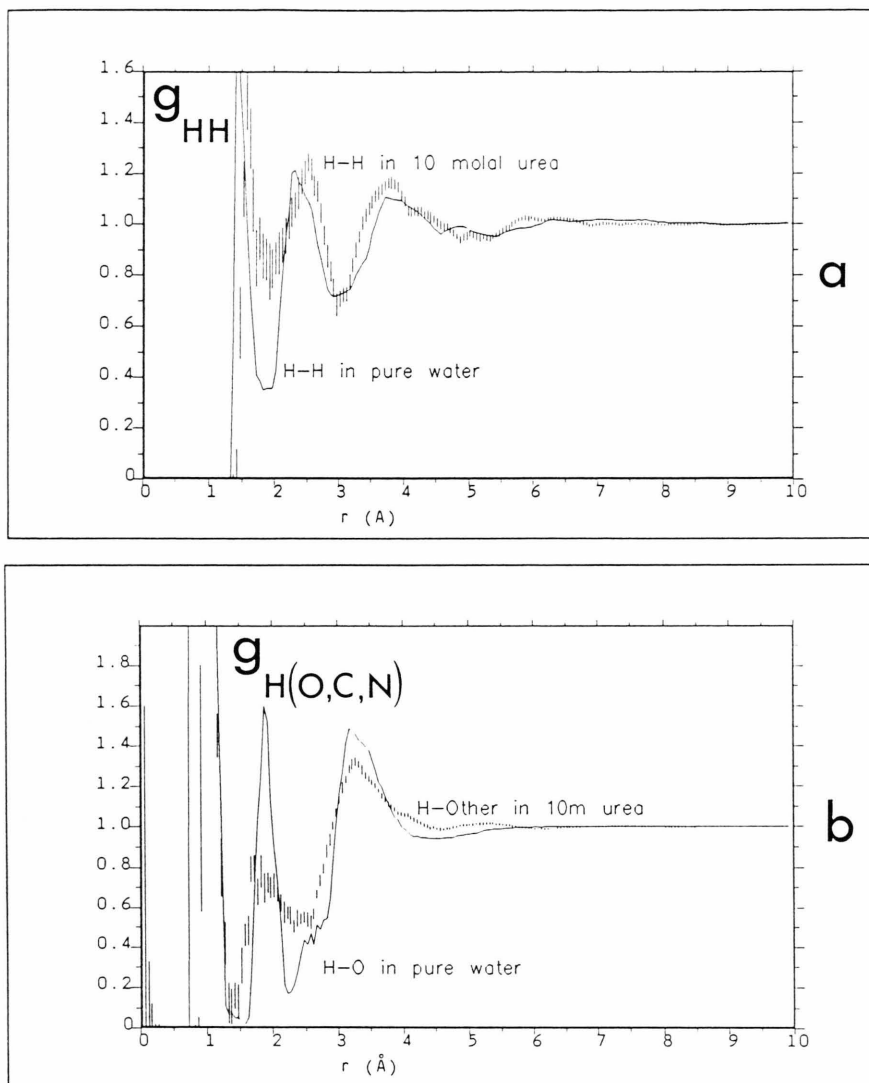 1.6
1.4
1.2
1.0
0.8
0.6
0.4
0.2
0
gHH
H-H in 10 molal urea
H-H in pure water
0 1 2 3 4 5 6 7 8 9 10
r (A)
a
1.8
1.6
1.4
1.2
1.0
0.8
0.6
0.4
0.2
0
gH(O,C,N)
H-Other in 10m urea
H-O in pure water
0 1 2 3 4 5 6 7 8 9 10
r (Å)
b